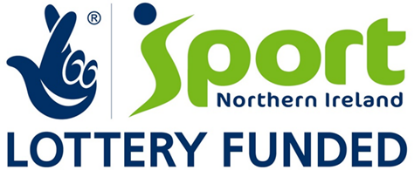 ®
Sport
Northern Ireland
LOTTERY FUNDED